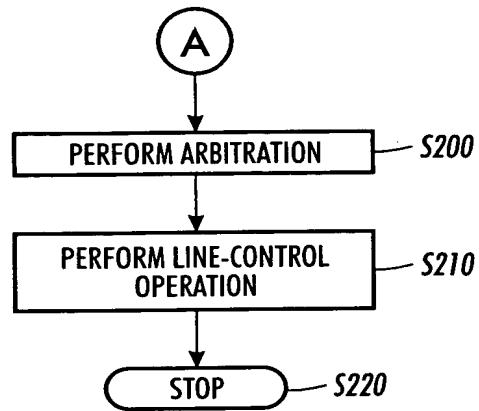 A
PERFORM ARBITRATION
S200
PERFORM LINE-CONTROL
OPERATION
S210
STOP
S220